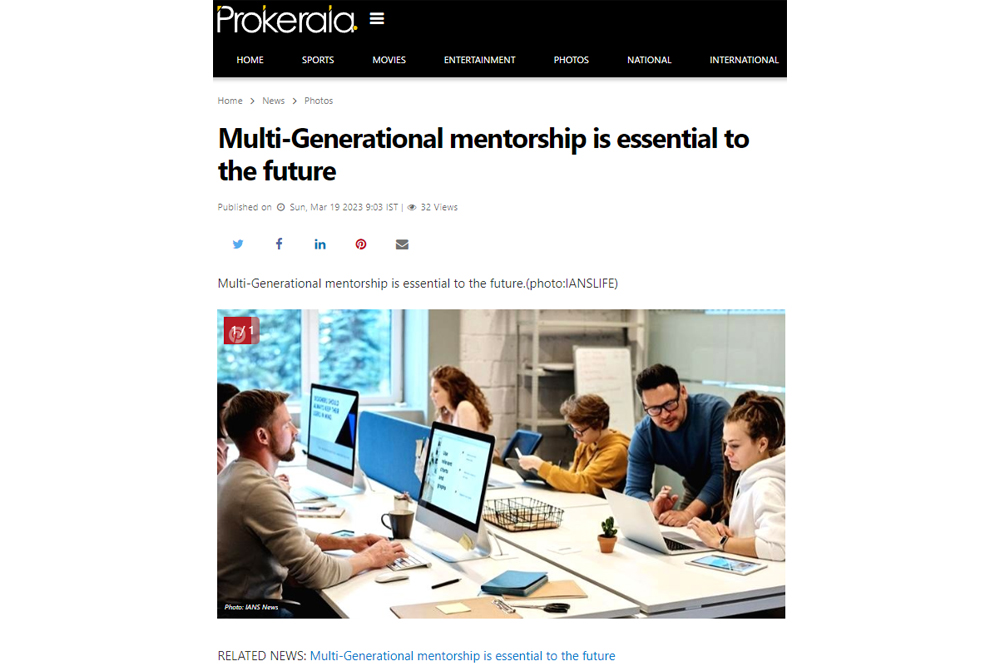 Prokerala.
HOME SPORTS MOVIES ENTERTAINMENT PHOTOS NATIONAL INTERNATIONAL
Home > News > Photos
Multi-Generational mentorship is essential to
the future
Published on Sun, Mar 19 2023 9:03 IST | 32 Views
Multi-Generational mentorship is essential to the future.(photo:IANSLIFE)
1 / 1
Photo: IANS News
RELATED NEWS: Multi-Generational mentorship is essential to the future